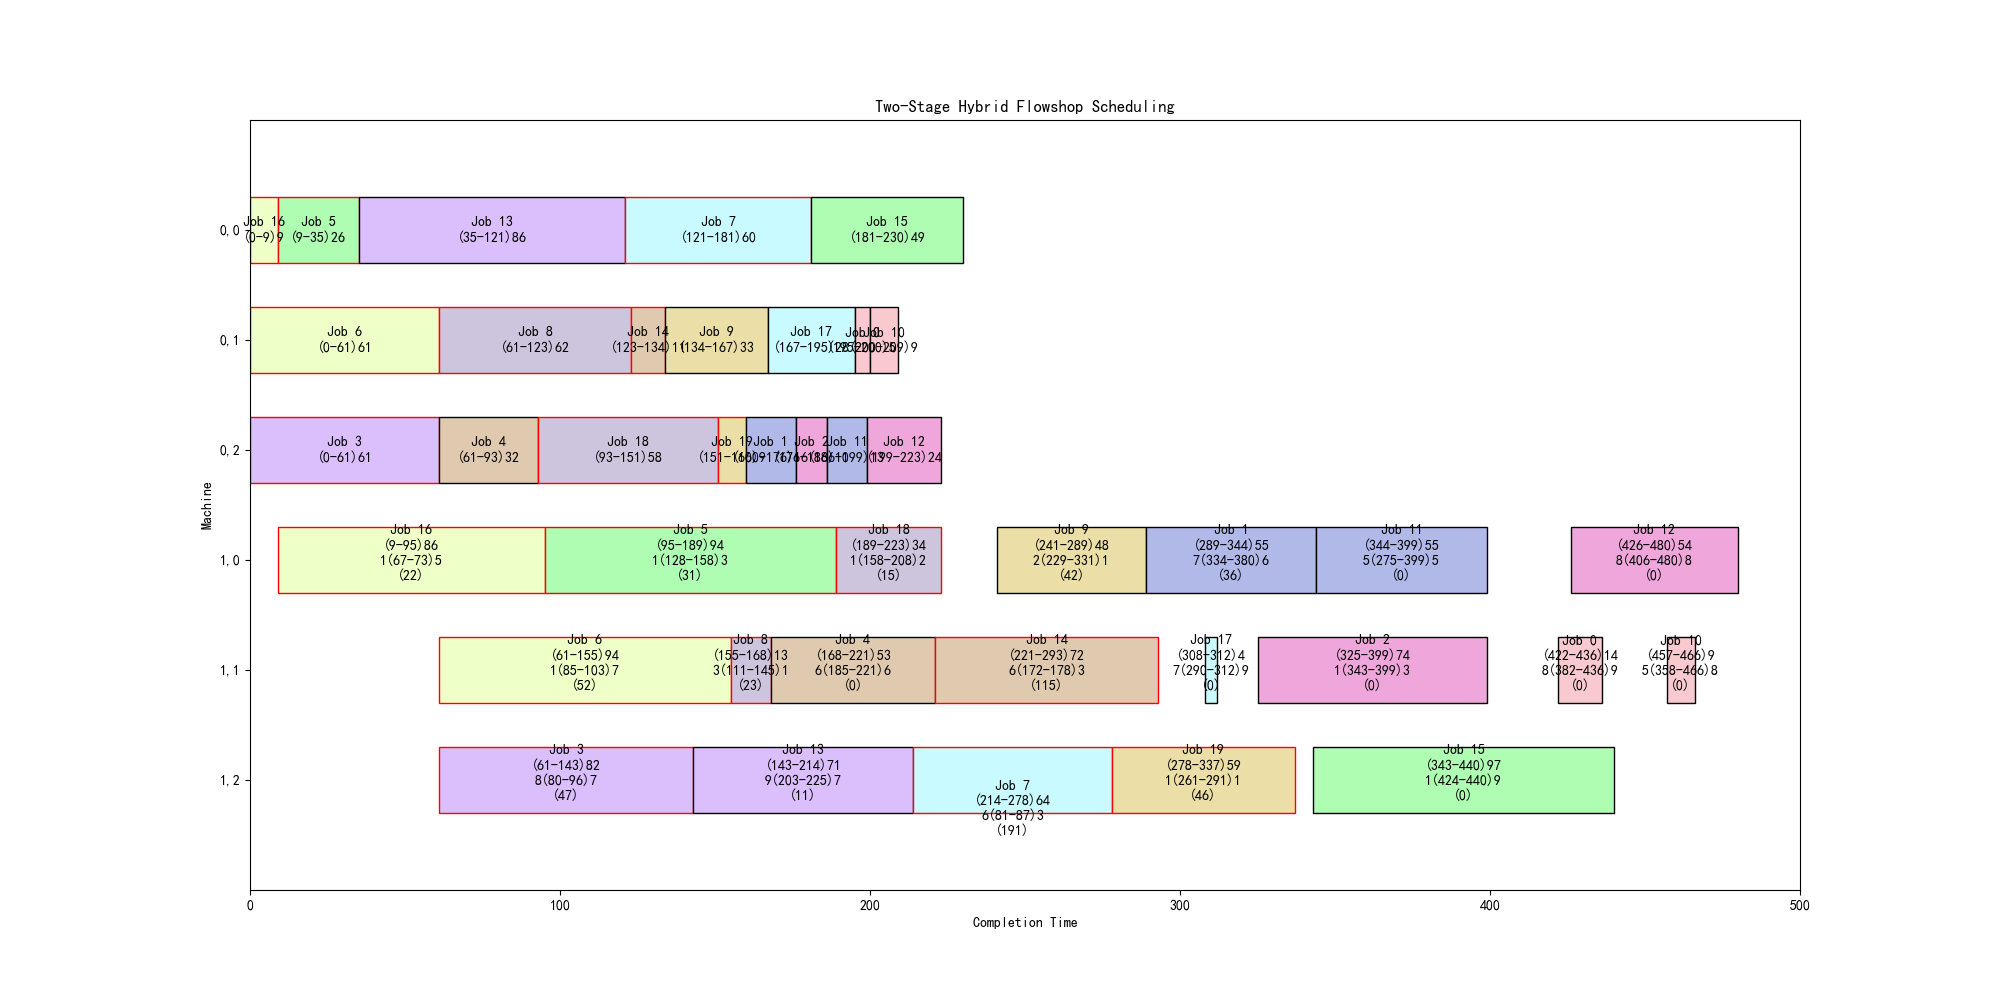 Two-Stage Hybrid Flowshop Scheduling
Machine
0,0
Job 16
(0-9)9
Job 5
(9-35)26
Job 13
(35-121)86
Job 7
(121-181)60
Job 15
(181-230)49
0,1
Job 6
(0-61)61
Job 8
(61-123)62
Job 14
(123-134)11
Job 9
(134-167)33
Job 17
(167-195)28
Job 10
(200-209)9
0,2
Job 3
(0-61)61
Job 4
(61-93)32
Job 18
(93-151)58
Job 19
(151-160)9
Job 1
(160-176)16
Job 2
(176-186)10
Job 11
(186-199)13
Job 12
(199-223)24
1,0
Job 16
(9-95)86
1(67-73)5
(22)
Job 5
(95-189)94
1(128-158)3
(31)
Job 18
(189-223)34
1(158-208)2
(15)
Job 9
(241-289)48
2(229-331)1
(42)
Job 1
(289-344)55
7(334-380)6
(36)
Job 11
(344-399)55
5(275-399)5
(0)
Job 12
(426-480)54
8(406-480)8
(0)
1,1
Job 6
(61-155)94
1(85-103)7
(52)
Job 8
(155-168)13
3(111-145)1
(23)
Job 4
(168-221)53
6(185-221)6
(0)
Job 14
(221-293)72
6(172-178)3
(115)
Job 17
(308-312)4
7(290-312)9
(0)
Job 2
(325-399)74
1(343-399)3
(0)
Job 0
(422-436)14
8(382-436)9
(0)
Job 10
(457-466)9
5(358-466)8
(0)
1,2
Job 3
(61-143)82
8(80-96)7
(47)
Job 13
(143-214)71
9(203-225)7
(11)
Job 7
(214-278)64
6(81-87)3
(191)
Job 19
(278-337)59
1(261-291)1
(46)
Job 15
(343-440)97
1(424-440)9
(0)
0
100
200
300
400
500
Completion Time